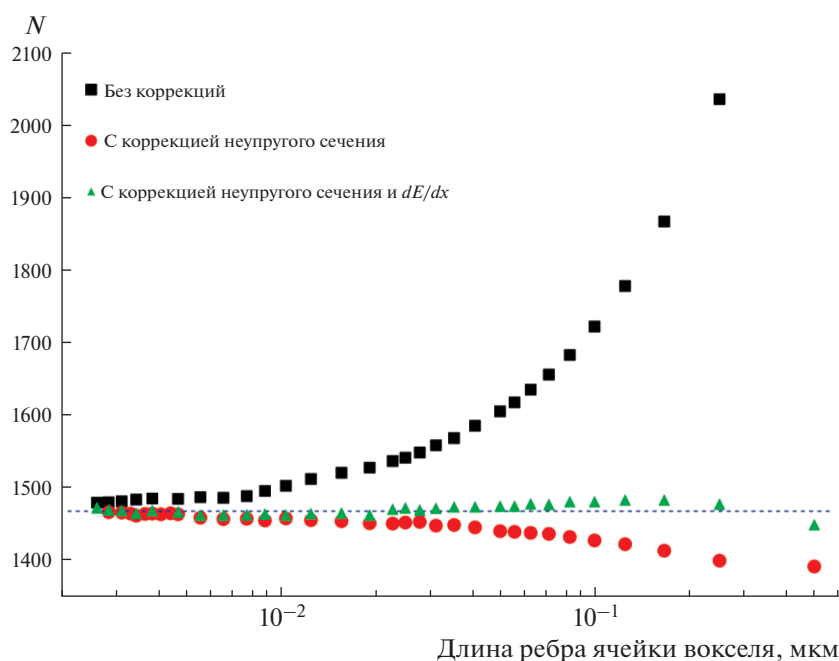 N
2100
2000
1900
1800
1700
1600
1500
1400
Без коррекций
С коррекцией неупругого сечения
С коррекцией неупругого сечения и dE/dx
10⁻²
10⁻¹
Длина ребра ячейки вокселя, мкм